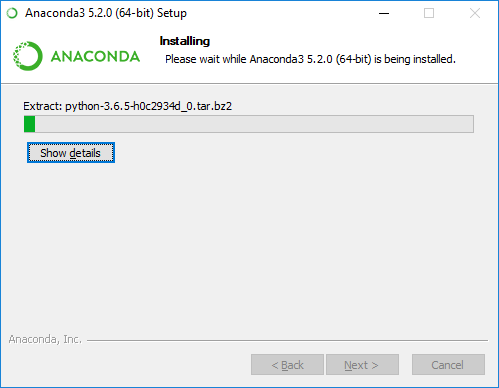 Anaconda3 5.2.0 (64-bit) Setup
ANACONDA
Installing
Please wait while Anaconda3 5.2.0 (64-bit) is being installed.
Extract: python-3.6.5-h0c2934d_0.tar.bz2
Show details
Anaconda, Inc.
< Back
Next >
Cancel